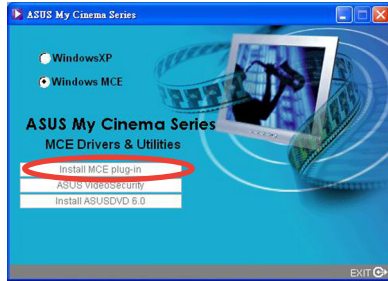 ASUS My Cinema Series
WindowsXP
Windows MCE
ASUS My Cinema Series
MCE Drivers & Utilities
Install MCE plug-in
ASUS VideoSecurity
Install ASUSDVD 6.0
EXIT